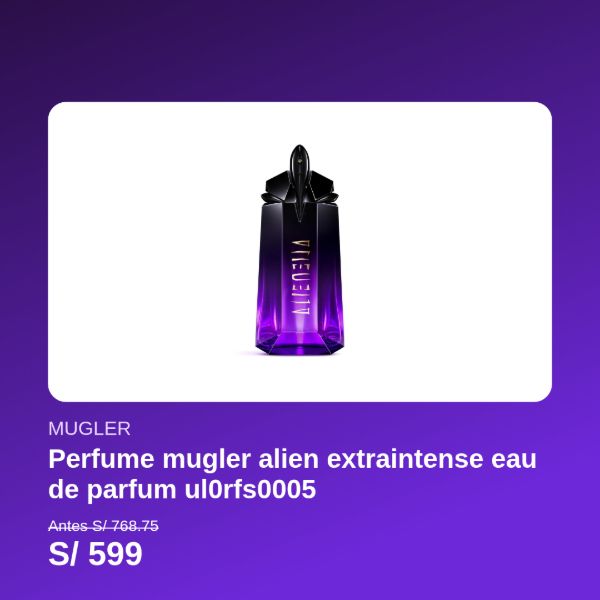 MUGLER
Perfume mugler alien extraintense eau
de parfum ul0rfs0005
Antes S/ 768.75
S/ 599